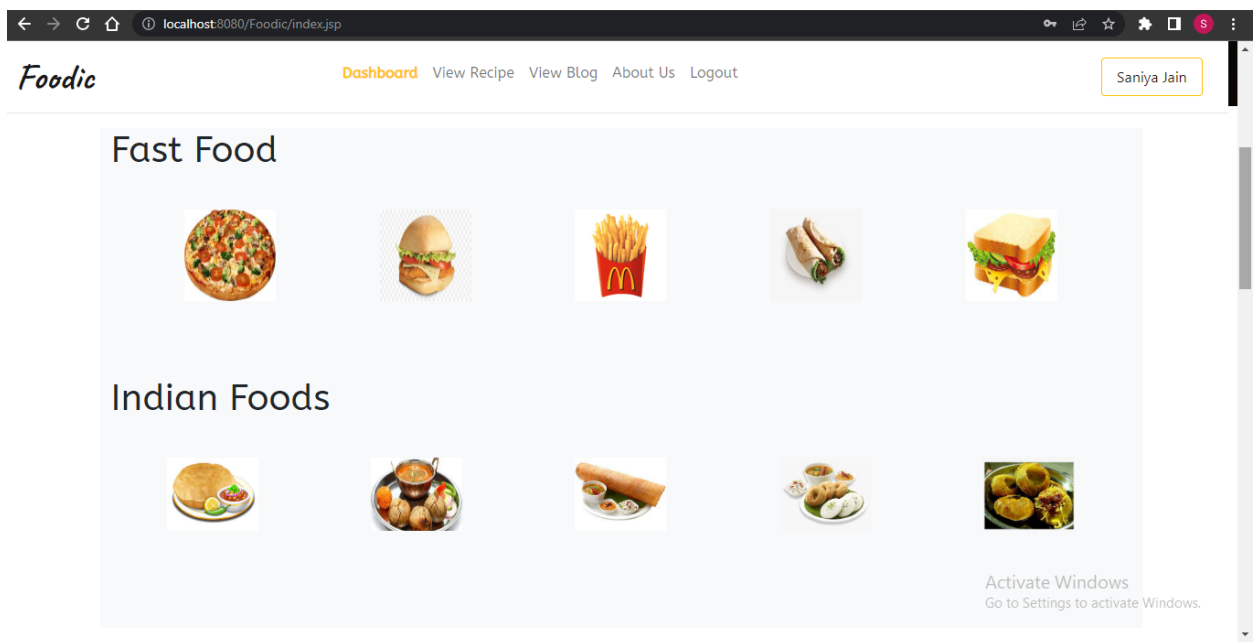 localhost:8080/Foodic/index.jsp
S
Foodic
Dashboard View Recipe View Blog About Us Logout
Saniya Jain
Fast Food
M
Indian Foods
Activate Windows
Go to Settings to activate Windows.